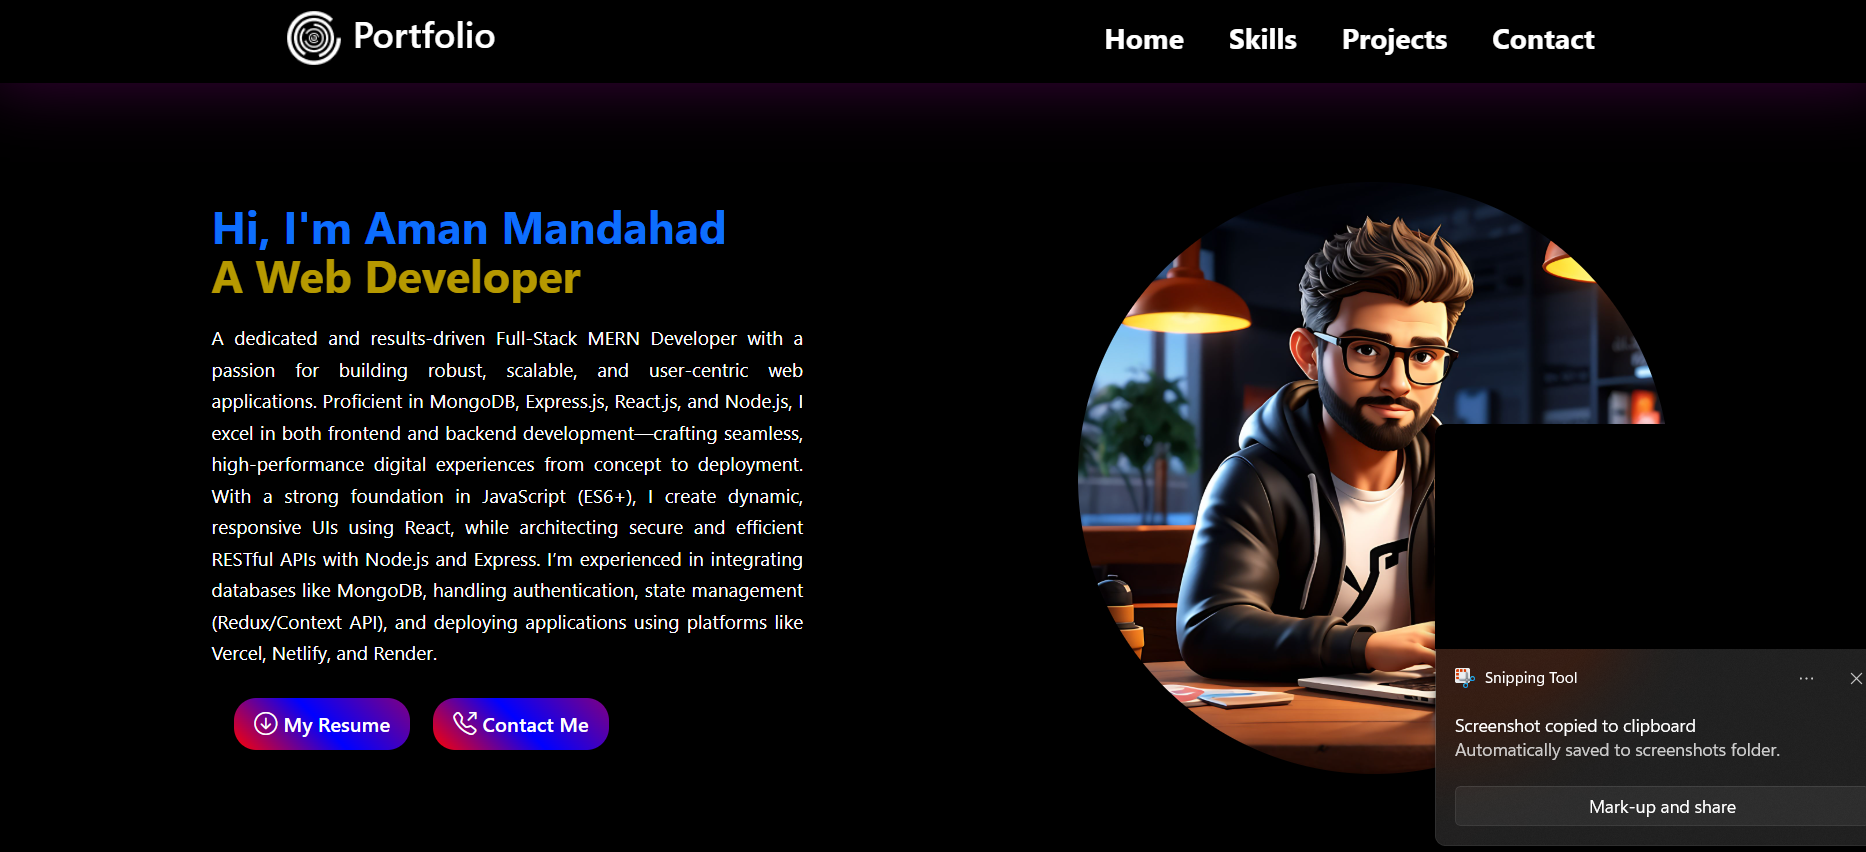 Portfolio
Home Skills Projects Contact
Hi, I'm Aman Mandahad
A Web Developer
A dedicated and results-driven Full-Stack MERN Developer with a
passion for building robust, scalable, and user-centric web
applications. Proficient in MongoDB, Express.js, React.js, and Node.js, I
excel in both frontend and backend development—crafting seamless,
high-performance digital experiences from concept to deployment.
With a strong foundation in JavaScript (ES6+), I create dynamic,
responsive UIs using React, while architecting secure and efficient
RESTful APIs with Node.js and Express. I’m experienced in integrating
databases like MongoDB, handling authentication, state management
(Redux/Context API), and deploying applications using platforms like
Vercel, Netlify, and Render.
My Resume
Contact Me
Snipping Tool
Screenshot copied to clipboard
Automatically saved to screenshots folder.
Mark-up and share